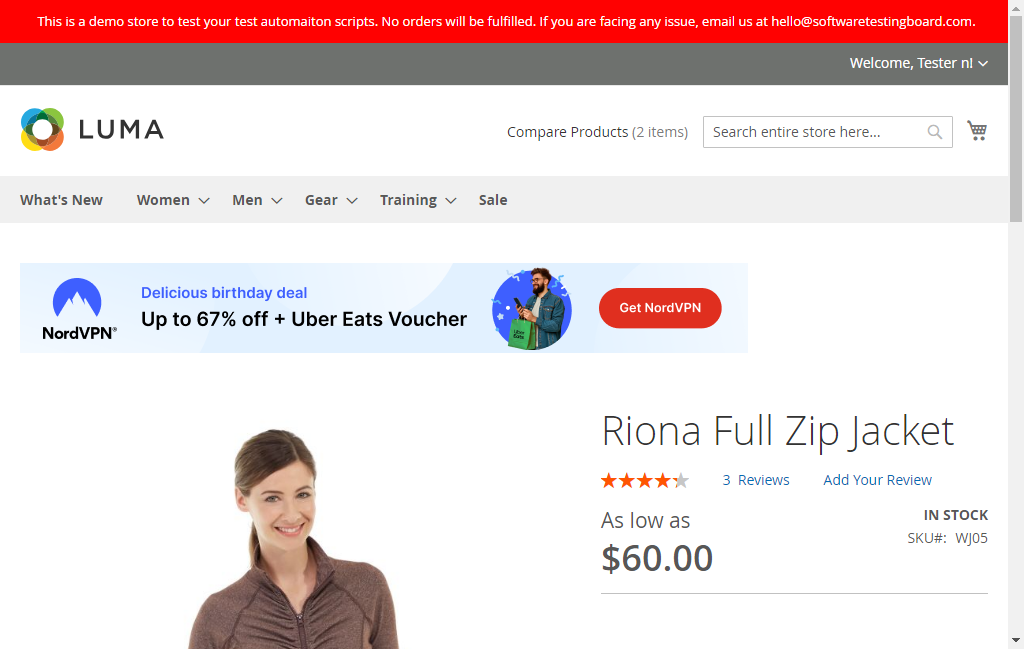 This is a demo store to test your test automaiton scripts. No orders will be fulfilled. If you are facing any issue, email us at hello@softwaretestingboard.com.
Welcome, Tester n!
LUMA
Compare Products (2 items)
Search entire store here...
What's New
Women
Men
Gear
Training
Sale
NordVPN®
Delicious birthday deal
Up to 67% off + Uber Eats Voucher
UBER EATS
Get NordVPN
Riona Full Zip Jacket
3 Reviews
Add Your Review
As low as
$60.00
IN STOCK
SKU#: WJ05